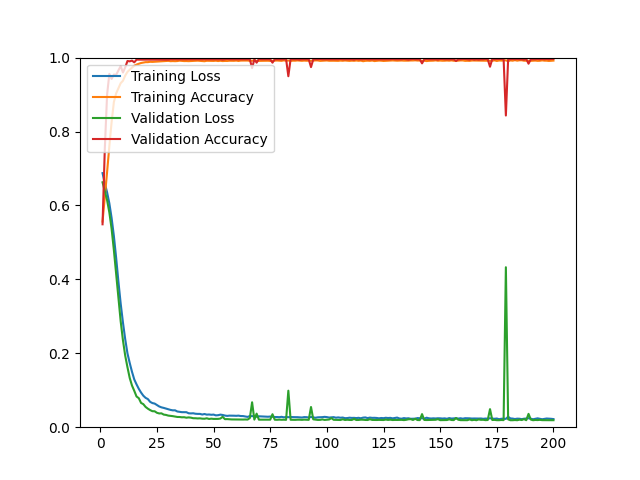 1.0
0.8
0.6
0.4
0.2
0.0
Training Loss
Training Accuracy
Validation Loss
Validation Accuracy
0 25 50 75 100 125 150 175 200